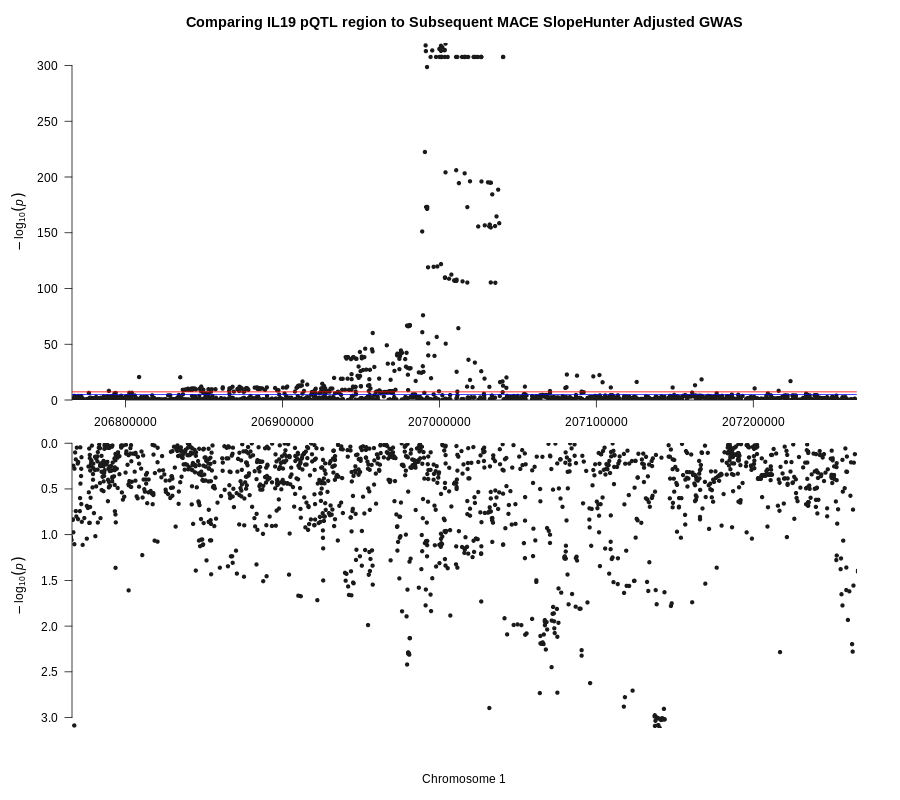 Comparing IL19 pQTL region to Subsequent MACE SlopeHunter Adjusted GWAS
300
250
200
150
100
50
0
− log10(p)
206800000 206900000 207000000 207100000 207200000
0.0
0.5
1.0
1.5
2.0
2.5
3.0
− log10(p)
Chromosome 1